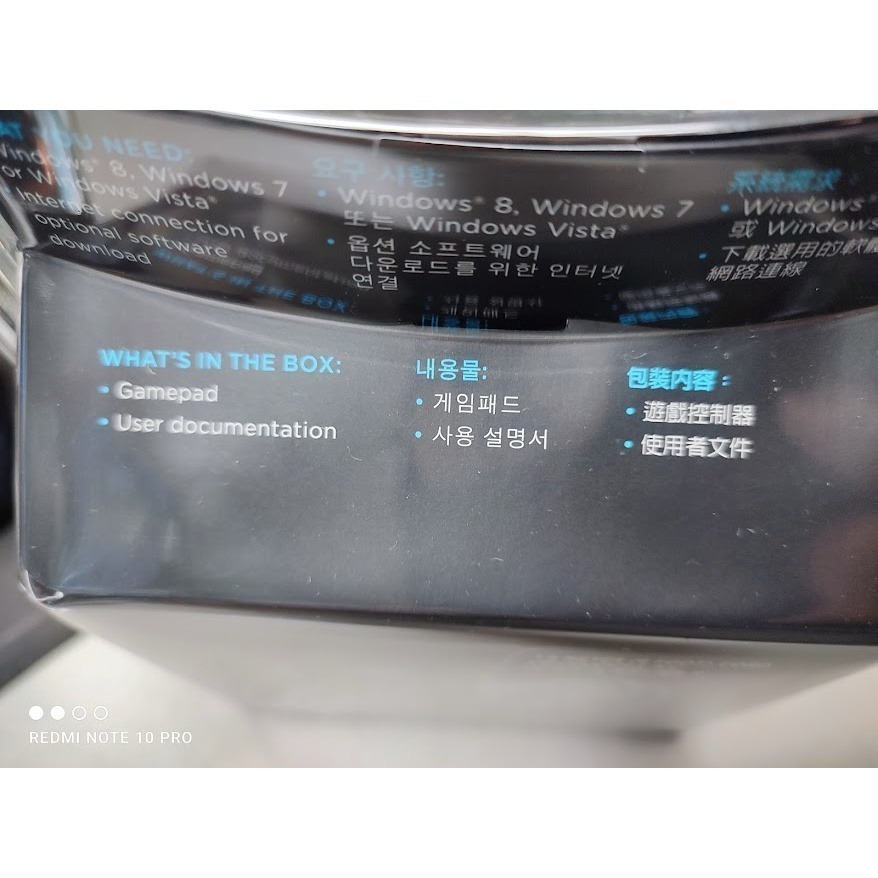 AT YOU NEED:
Windows® 8, Windows 7
or Windows Vista®
Internet connection for
optional software
download
요구 사항:
• Windows® 8, Windows 7
또는 Windows Vista®
• 옵션 소프트웨어
다운로드를 위한 인터넷
연결
系統需求
• Windows®
或 Windows
• 下載選用的軟體
網路連線
WHAT'S IN THE BOX:
• Gamepad
• User documentation
내용물:
• 게임패드
• 사용 설명서
包裝內容：
• 遊戲控制器
• 使用者文件
REDMI NOTE 10 PRO